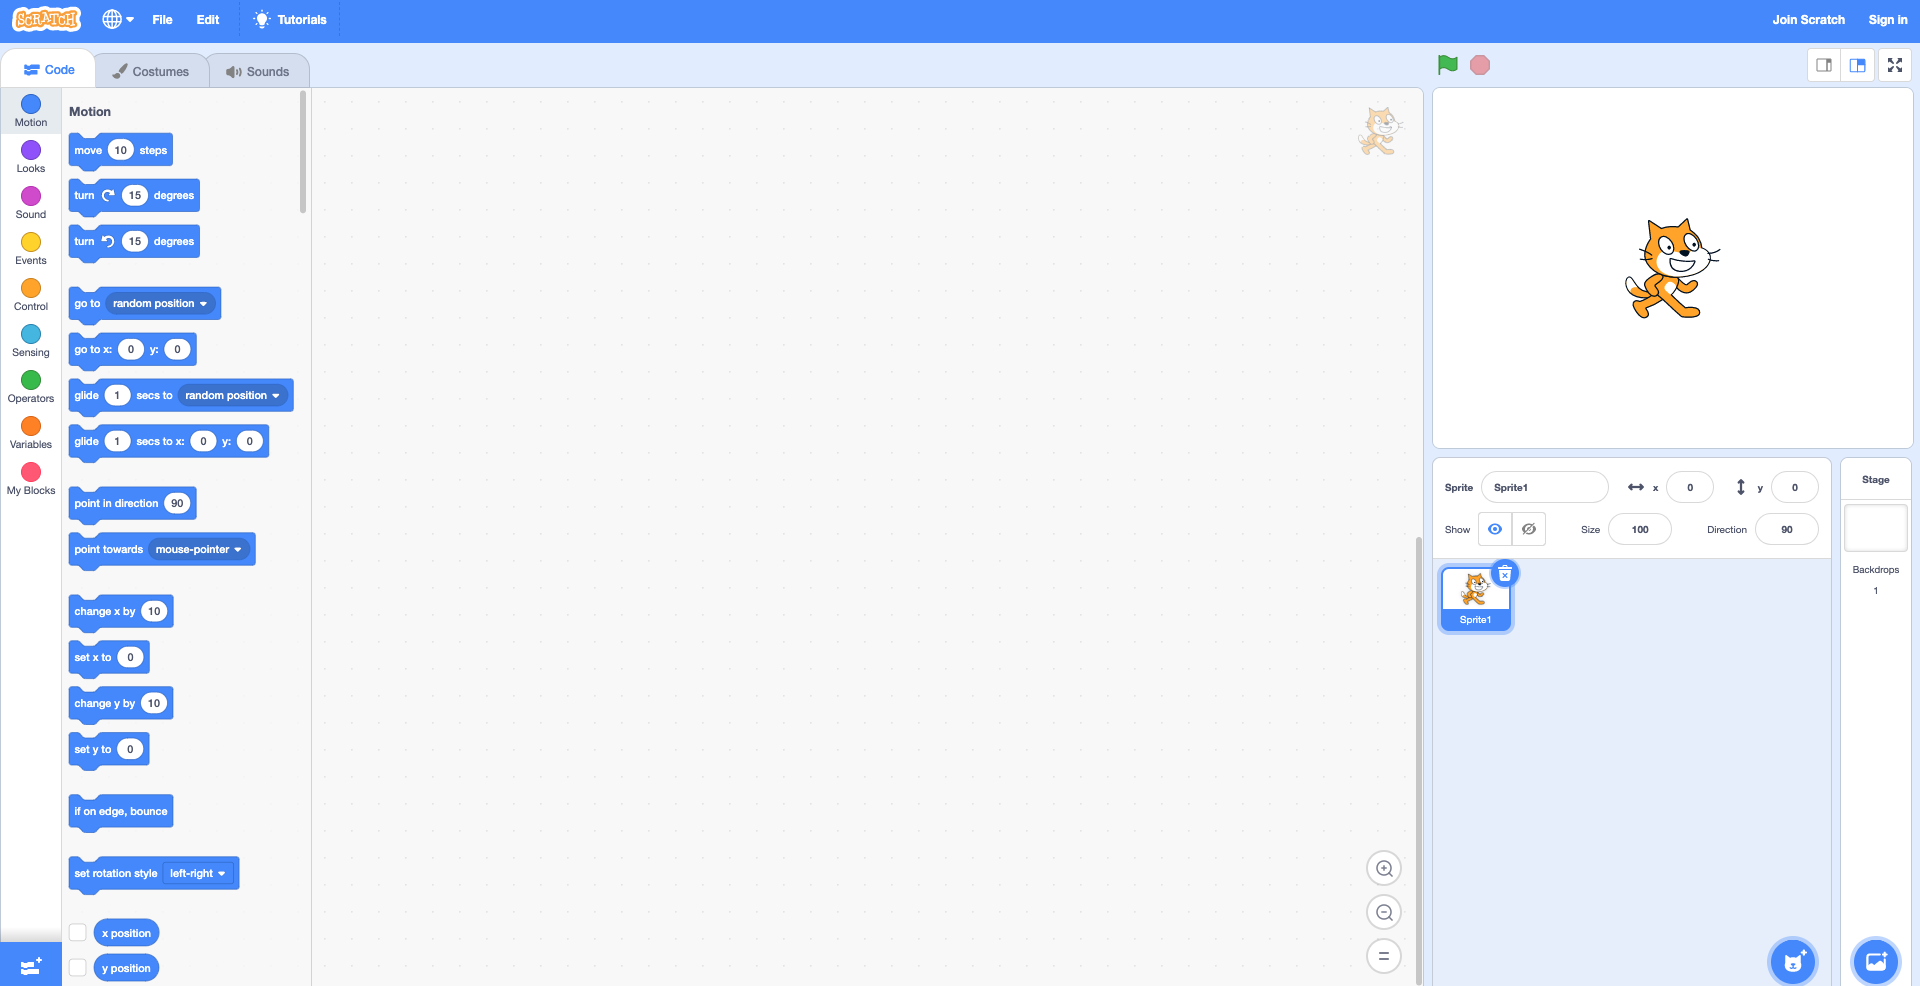 SCRATCH File Edit Tutorials Join Scratch Sign in
Code Costumes Sounds
Motion
Looks
Sound
Events
Control
Sensing
Operators
Variables
My Blocks
Motion
move 10 steps
turn 15 degrees
turn 15 degrees
go to random position
go to x: 0 y: 0
glide 1 secs to random position
glide 1 secs to x: 0 y: 0
point in direction 90
point towards mouse-pointer
change x by 10
set x to 0
change y by 10
set y to 0
if on edge, bounce
set rotation style left-right
x position
y position
Sprite Sprite1 x 0 y 0
Show Size 100 Direction 90
Sprite1
Stage
Backdrops
1